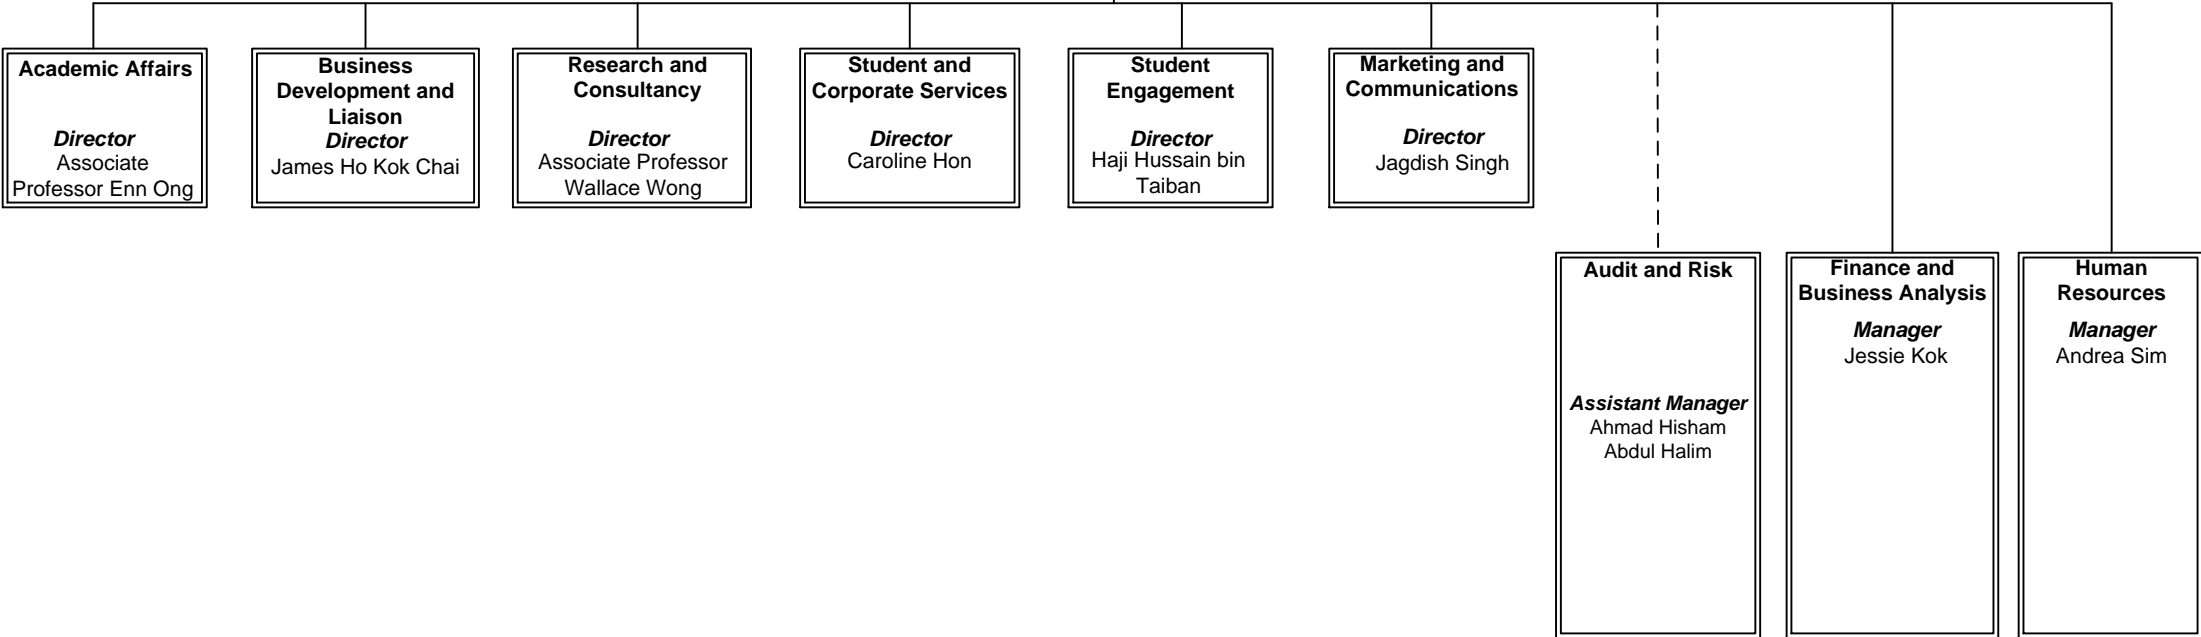 Academic Affairs
Director
Associate
Professor Enn Ong
Business
Development and
Liaison
Director
James Ho Kok Chai
Research and
Consultancy
Director
Associate Professor
Wallace Wong
Student and
Corporate Services
Director
Caroline Hon
Student
Engagement
Director
Haji Hussain bin
Taiban
Marketing and
Communications
Director
Jagdish Singh
Audit and Risk
Assistant Manager
Ahmad Hisham
Abdul Halim
Finance and
Business Analysis
Manager
Jessie Kok
Human
Resources
Manager
Andrea Sim